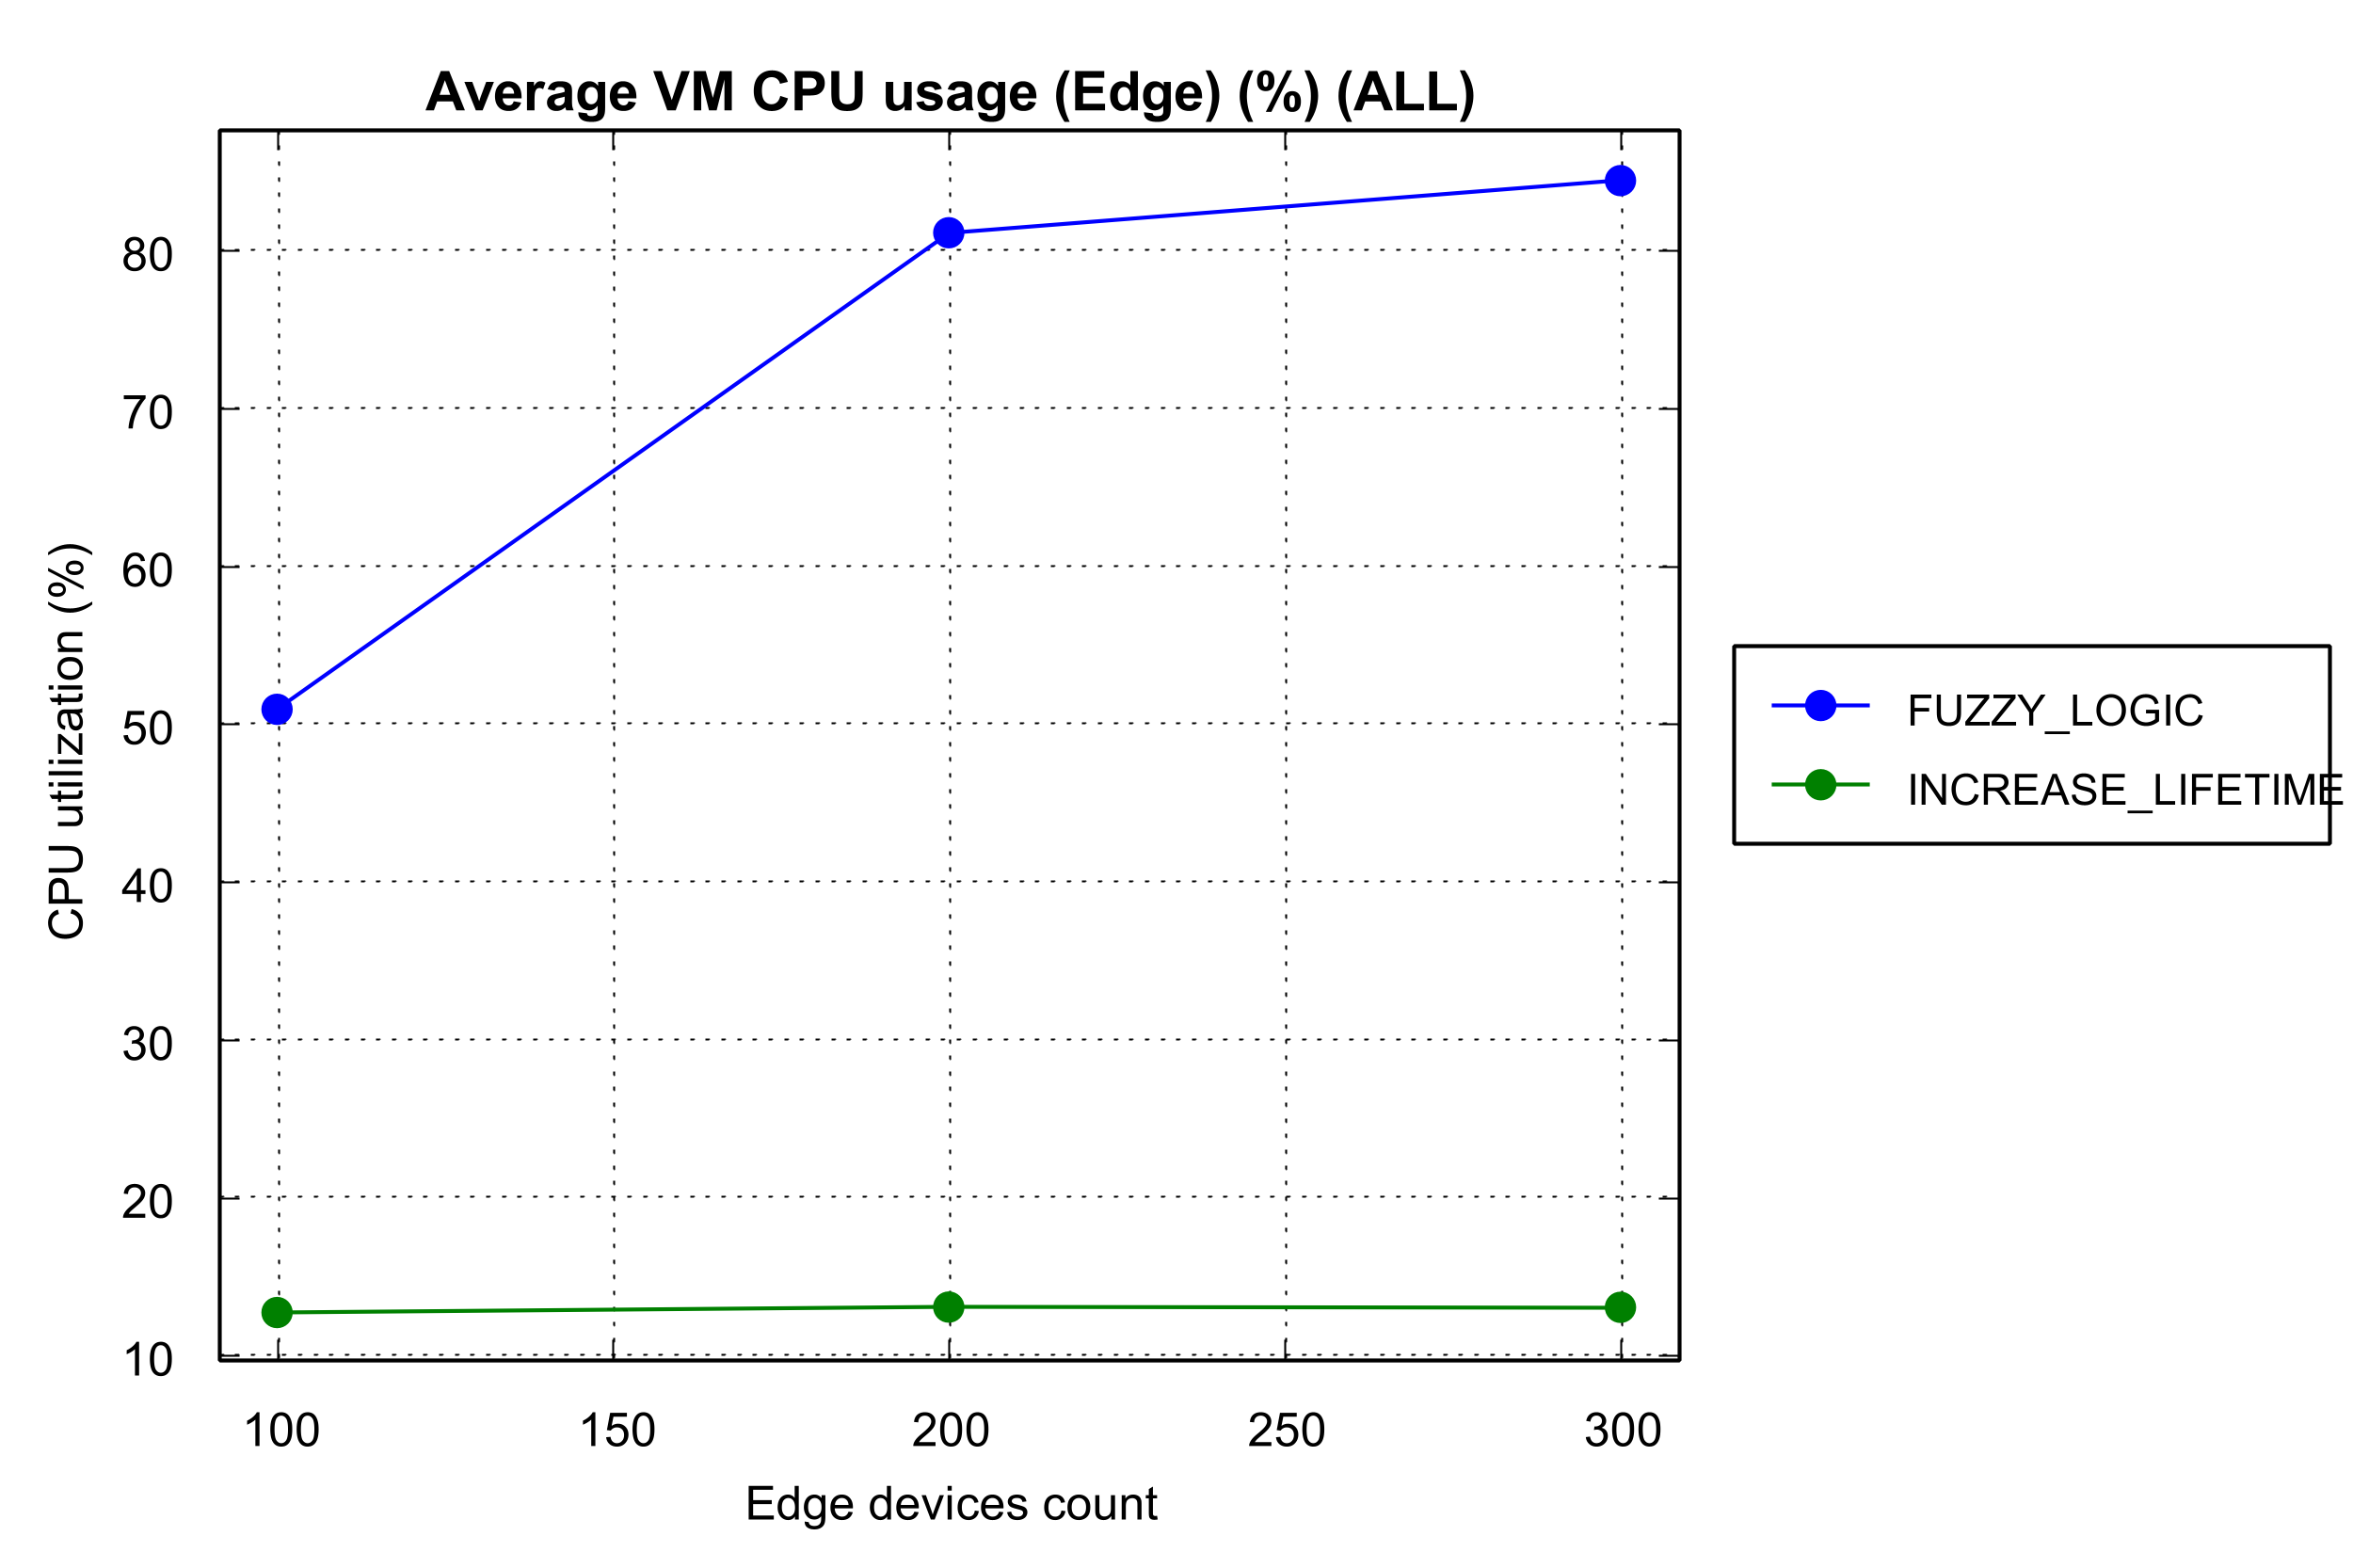 Average VM CPU usage (Edge) (%) (ALL)
80
70
60
50
40
30
20
10
CPU utilization (%)
100 150 200 250 300
Edge devices count
FUZZY_LOGIC
INCREASE_LIFETIME